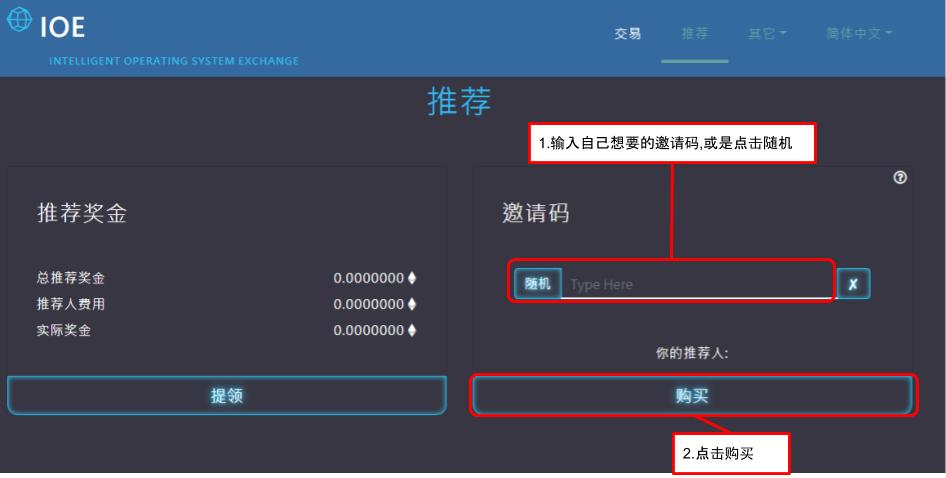 IOE
INTELLIGENT OPERATING SYSTEM EXCHANGE
交易 推荐 其它 简体中文
推荐
1.输入自己想要的邀请码,或是点击随机
推荐奖金
总推荐奖金 0.0000000
推荐人费用 0.0000000
实际奖金 0.0000000
提领
邀请码
随机 Type Here ✗
你的推荐人:
购买
2.点击购买